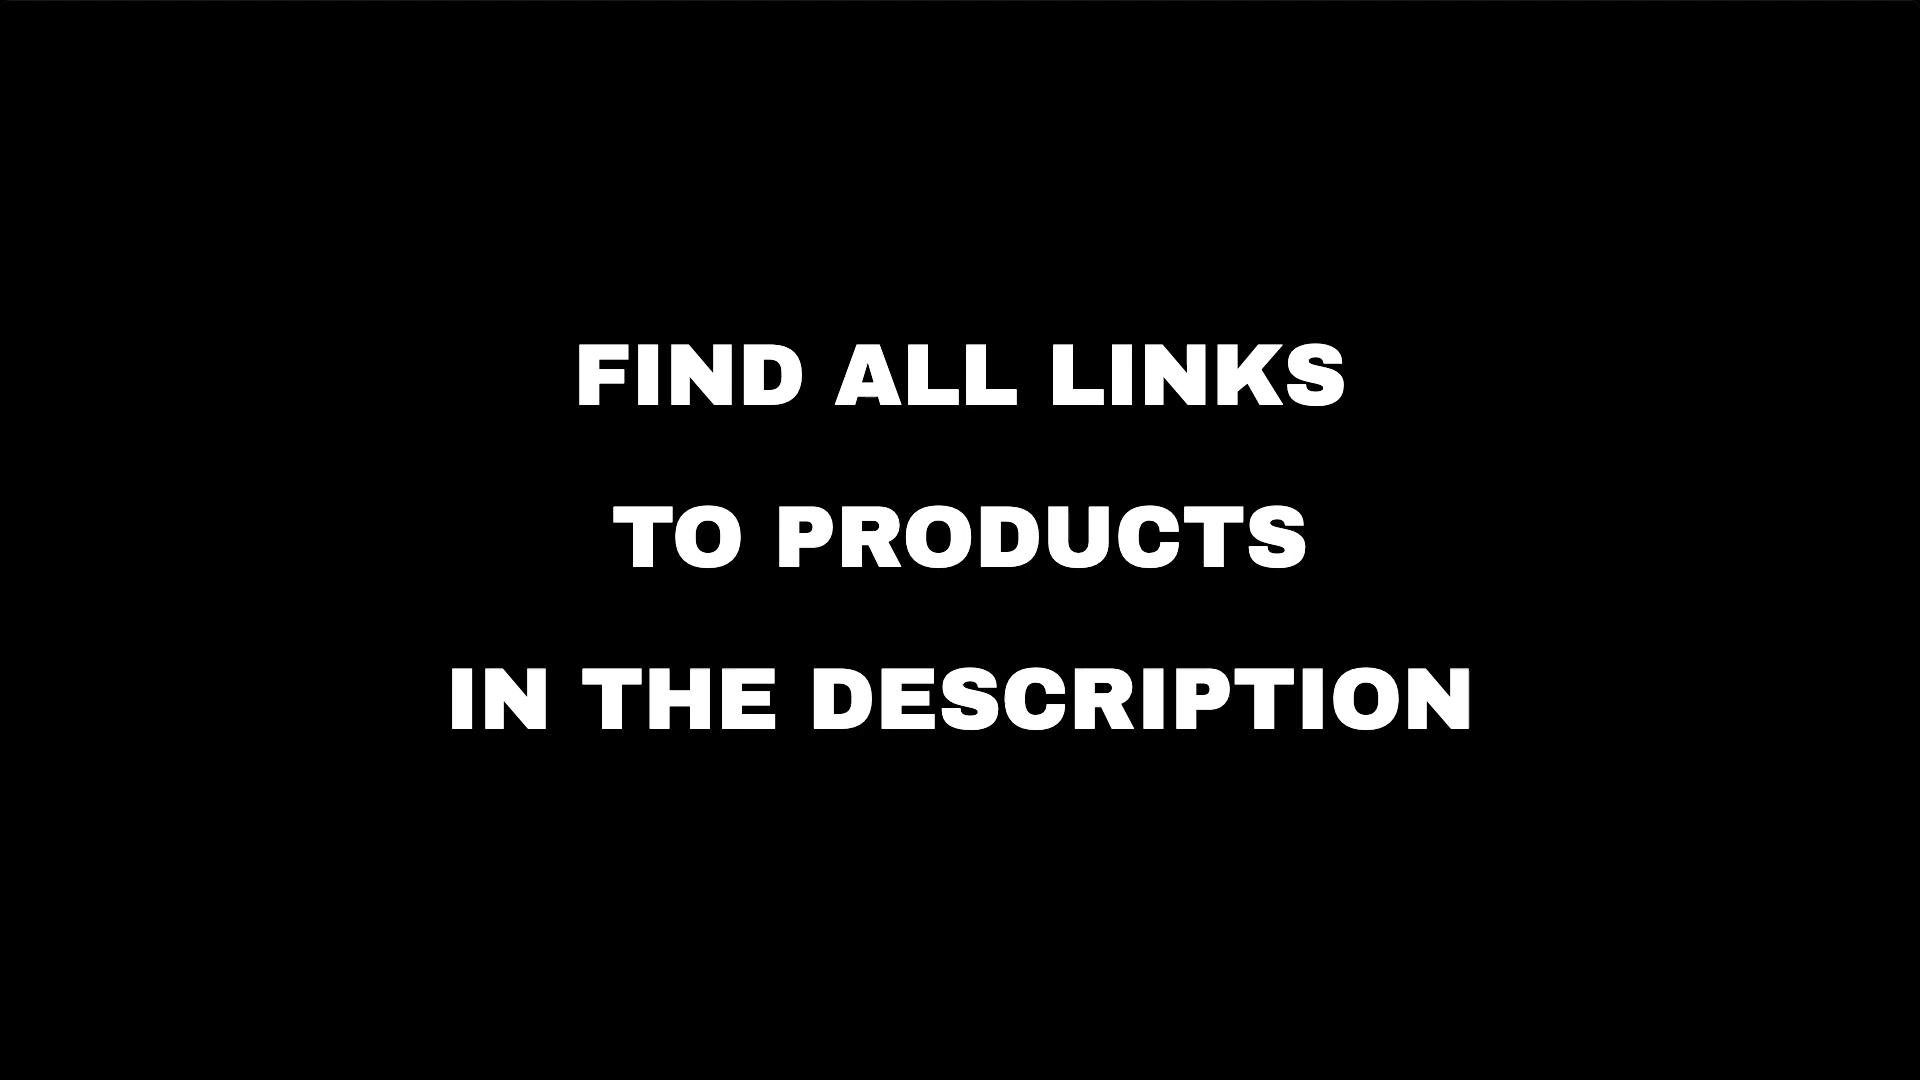 FIND ALL LINKS
TO PRODUCTS
IN THE DESCRIPTION